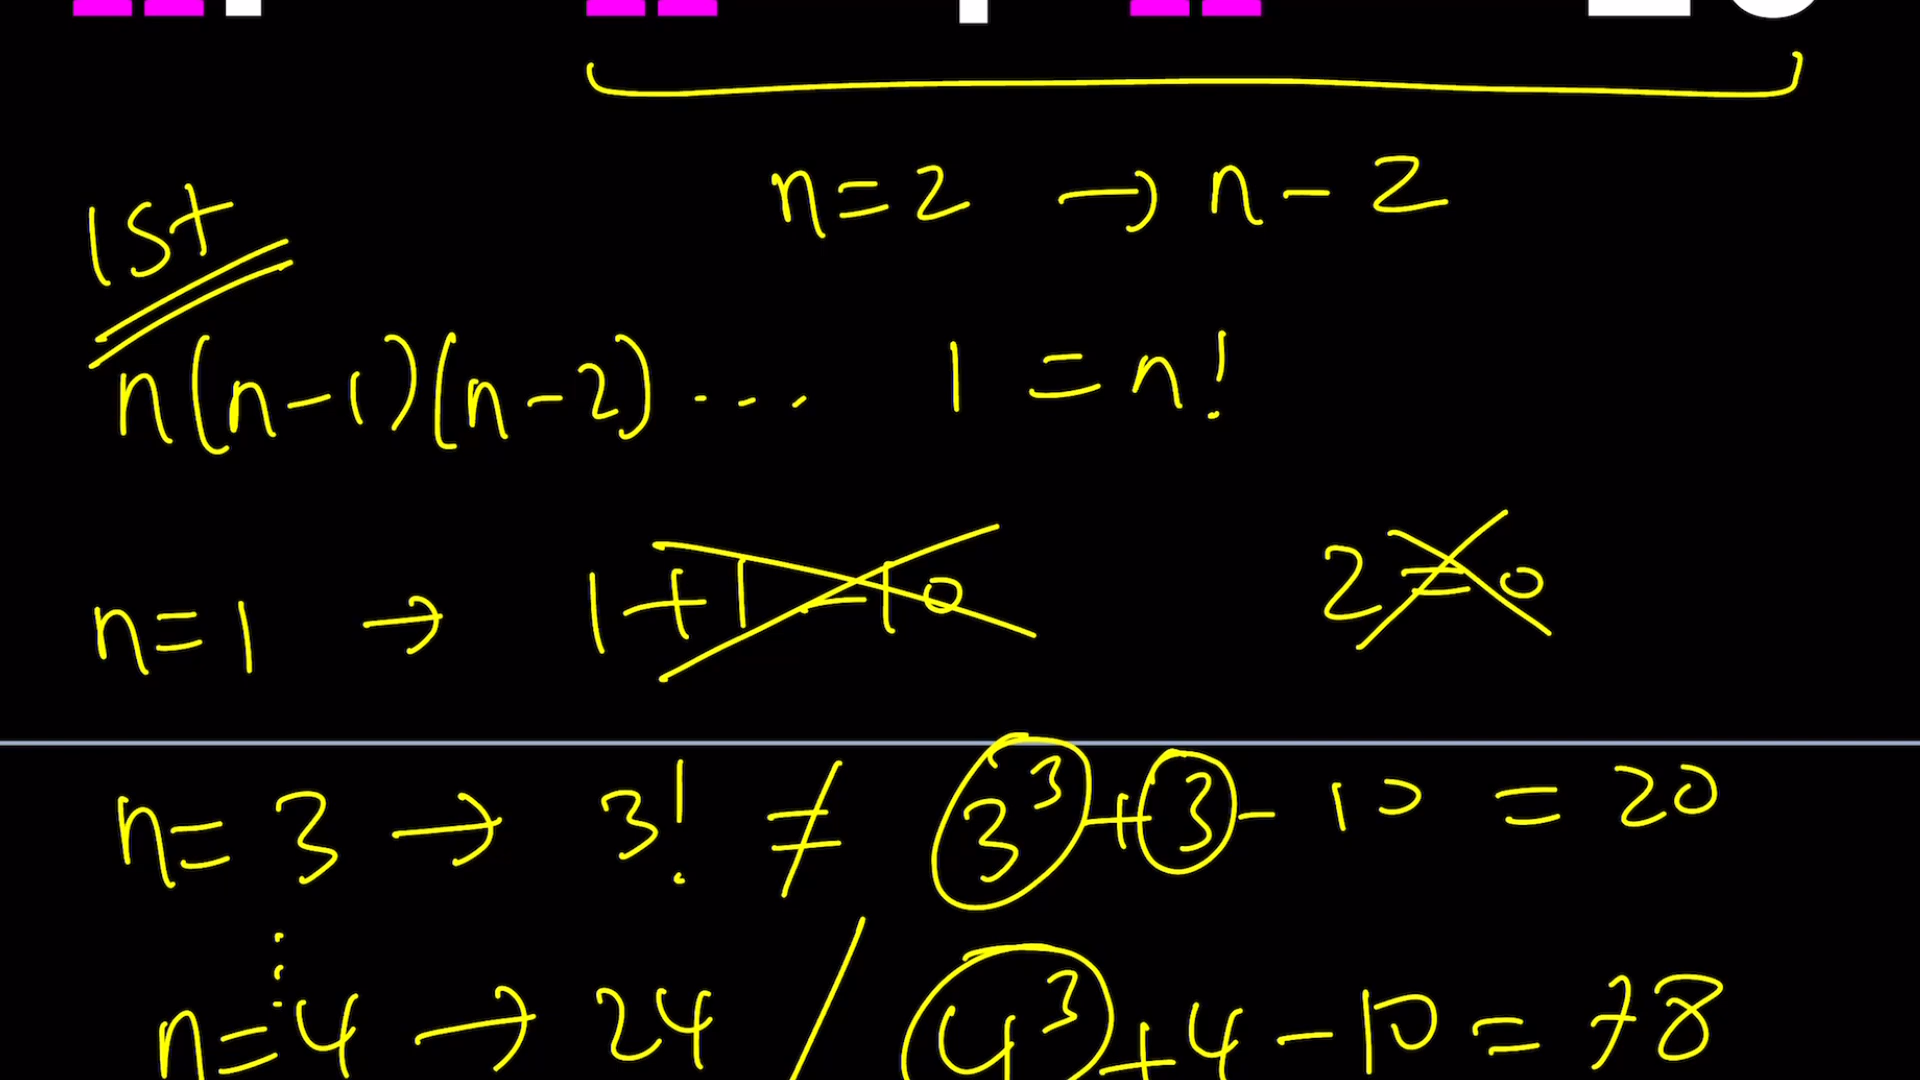 n=2 → n-2
1st
n(n-1)(n-2)... 1 = n!
n=1 → 1+1-10 2=0
n=3 → 3! ≠ 3³+3-10 = 20
n=4 → 24 / 4³+4-10 = 78